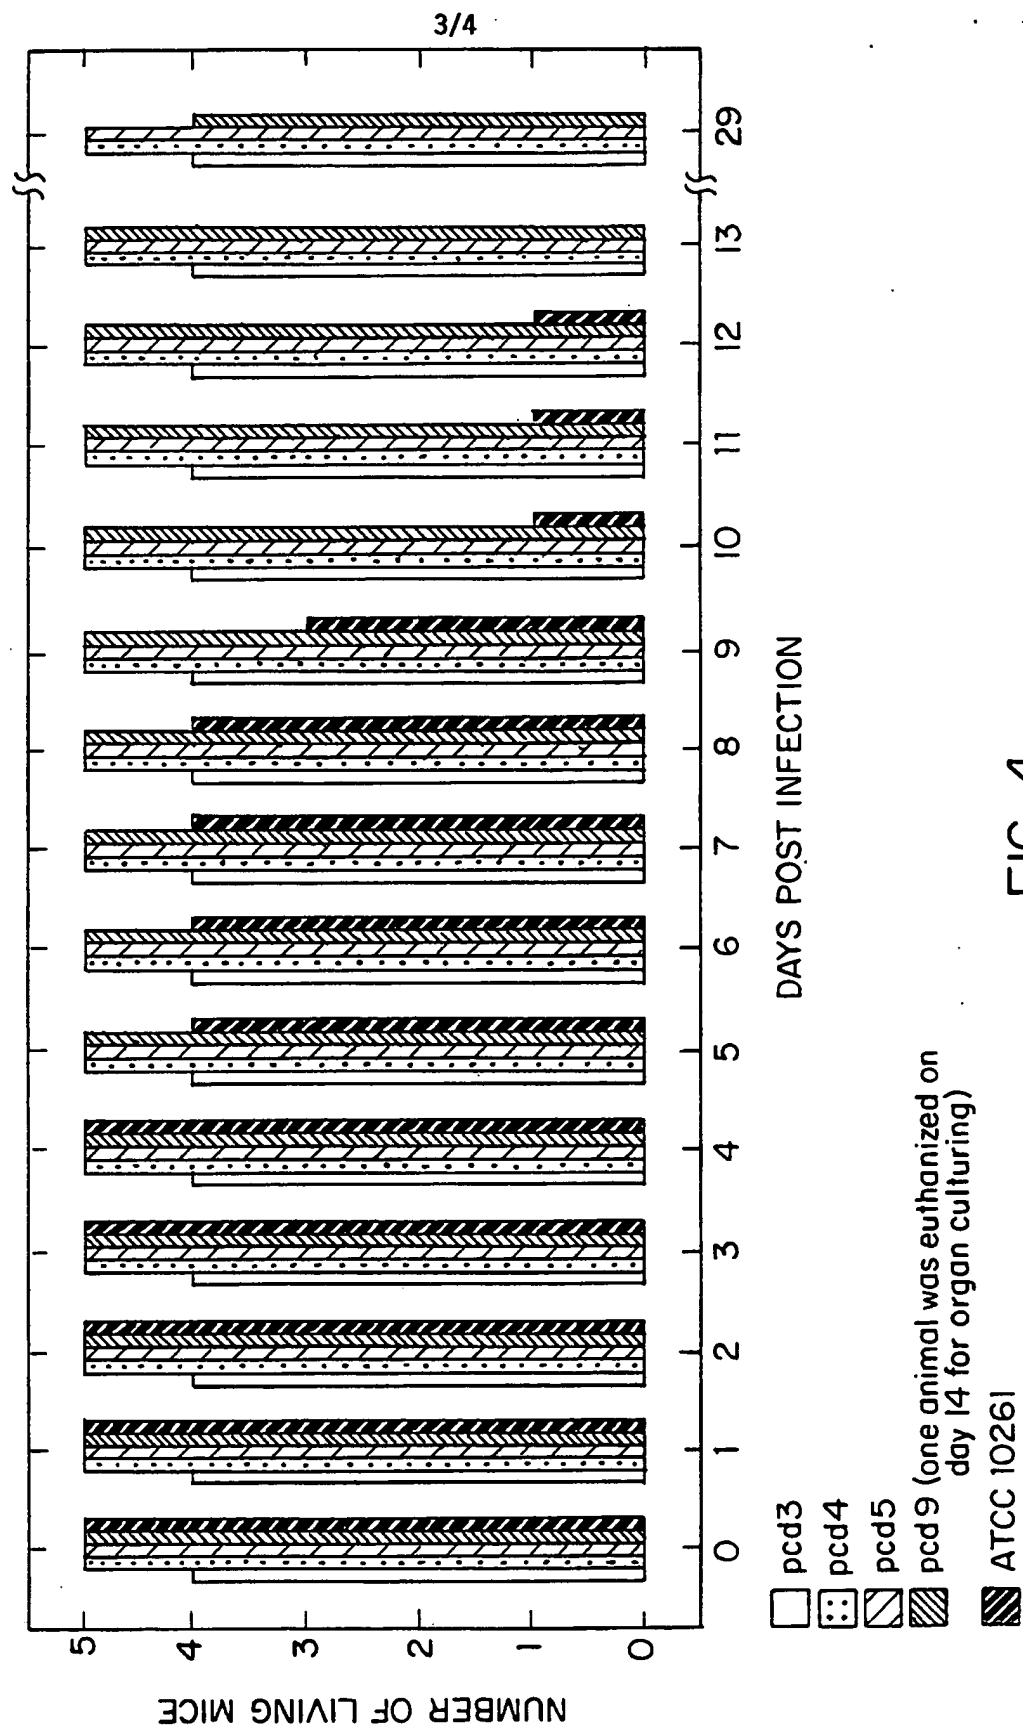 3/4
NUMBER OF LIVING MICE
5
4
3
2
1
0
0 1 2 3 4 5 6 7 8 9 10 11 12 13 29
DAYS POST INFECTION
pcd3
pcd4
pcd5
pcd9 (one animal was euthanized on
day 14 for organ culturing)
ATCC 10261